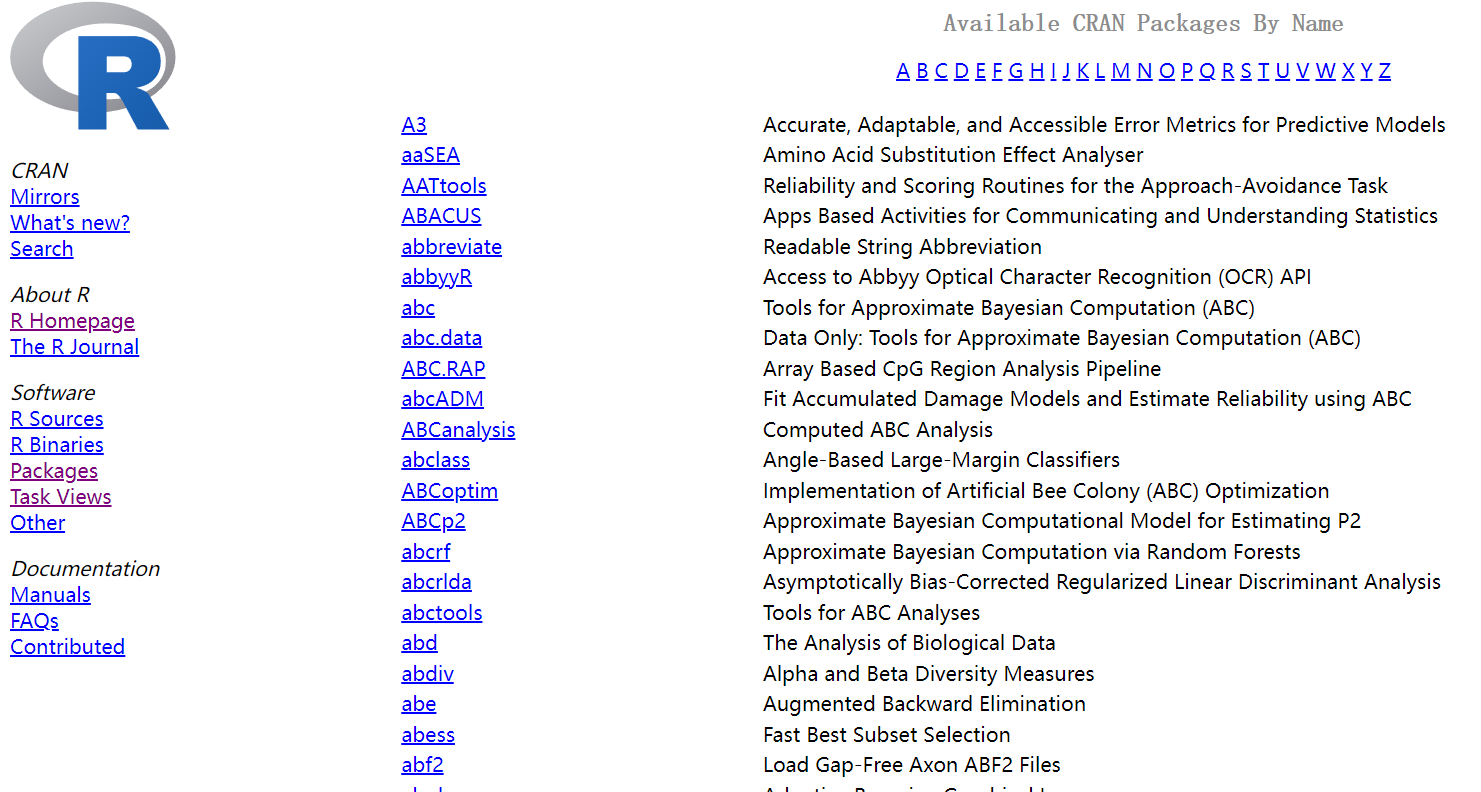 R
CRAN
Mirrors
What's new?
Search
About R
R Homepage
The R Journal
Software
R Sources
R Binaries
Packages
Task Views
Other
Documentation
Manuals
FAQs
Contributed
Available CRAN Packages By Name
A B C D E F G H I J K L M N O P Q R S T U V W X Y Z
A3 Accurate, Adaptable, and Accessible Error Metrics for Predictive Models
aaSEA Amino Acid Substitution Effect Analyser
AATtools Reliability and Scoring Routines for the Approach-Avoidance Task
ABACUS Apps Based Activities for Communicating and Understanding Statistics
abbreviate Readable String Abbreviation
abbyyR Access to Abbyy Optical Character Recognition (OCR) API
abc Tools for Approximate Bayesian Computation (ABC)
abc.data Data Only: Tools for Approximate Bayesian Computation (ABC)
ABC.RAP Array Based CpG Region Analysis Pipeline
abcADM Fit Accumulated Damage Models and Estimate Reliability using ABC
ABCanalysis Computed ABC Analysis
abclass Angle-Based Large-Margin Classifiers
ABCoptim Implementation of Artificial Bee Colony (ABC) Optimization
ABCp2 Approximate Bayesian Computational Model for Estimating P2
abcrf Approximate Bayesian Computation via Random Forests
abcrlda Asymptotically Bias-Corrected Regularized Linear Discriminant Analysis
abctools Tools for ABC Analyses
abd The Analysis of Biological Data
abdiv Alpha and Beta Diversity Measures
abe Augmented Backward Elimination
abess Fast Best Subset Selection
abf2 Load Gap-Free Axon ABF2 Files